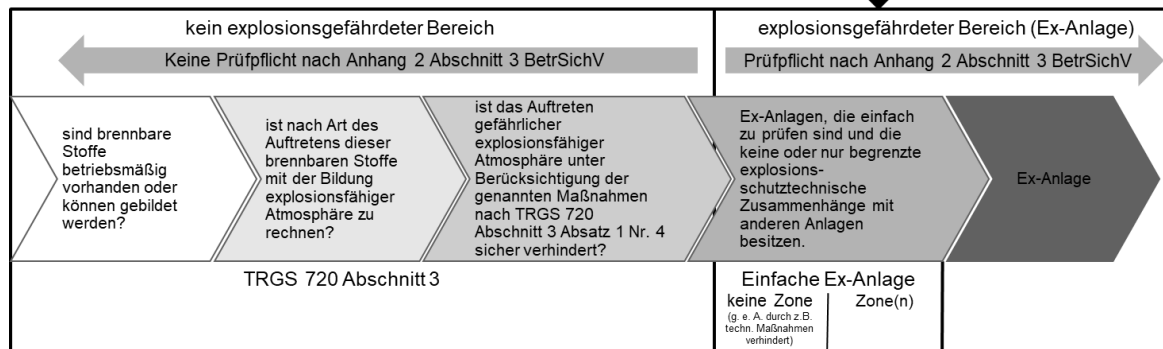 kein explosionsgefährdeter Bereich
explosionsgefährdeter Bereich (Ex-Anlage)
Keine Prüfpflicht nach Anhang 2 Abschnitt 3 BetrSichV
Prüfpflicht nach Anhang 2 Abschnitt 3 BetrSichV
sind brennbare
Stoffe
betriebsmäßig
vorhanden oder
können gebildet
werden?
ist nach Art des
Auftretens dieser
brennbaren Stoffe
mit der Bildung
explosionsfähiger
Atmosphäre zu
rechnen?
ist das Auftreten
gefährlicher
explosionsfähiger
Atmosphäre unter
Berücksichtigung der
genannten Maßnahmen
nach TRGS 720
Abschnitt 3 Absatz 1 Nr. 4
sicher verhindert?
Ex-Anlagen, die einfach
zu prüfen sind und die
keine oder nur begrenzte
explosions-
schutztechnische
Zusammenhänge mit
anderen Anlagen
besitzen.
Ex-Anlage
TRGS 720 Abschnitt 3
Einfache Ex-Anlage
keine Zone
(g. e. A. durch z.B.
techn. Maßnahmen
verhindert)
Zone(n)